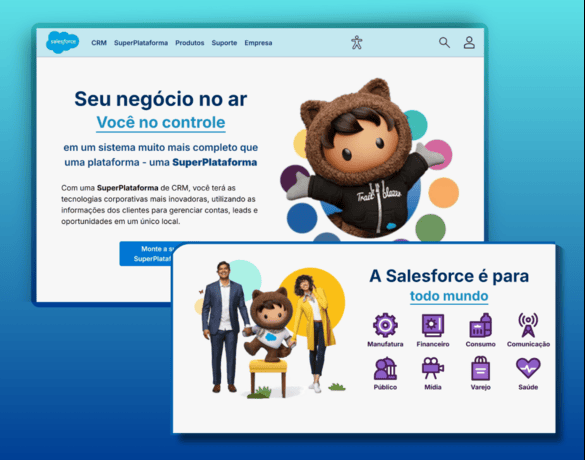 salesforce
CRM SuperPlataforma Produtos Suporte Empresa
Seu negócio no ar
Você no controle
em um sistema muito mais completo que
uma plataforma - uma SuperPlataforma
Com uma SuperPlataforma de CRM, você terá as
tecnologias corporativas mais inovadoras, utilizando as
informações dos clientes para gerenciar contas, leads e
oportunidades em um único local.
Trail blazer
Monte a s
SuperPlataf
A Salesforce é para
todo mundo
Manufatura Financeiro Consumo Comunicação
Público Mídia Varejo Saúde